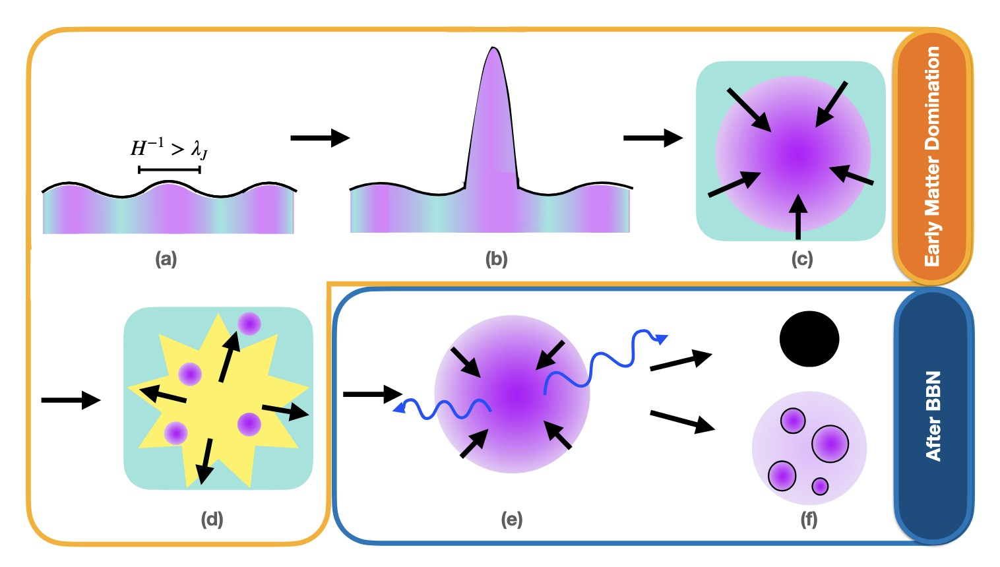 H⁻¹ > λ_J
(a)
(b)
(c)
Early Matter Domination
(d)
(e)
(f)
After BBN